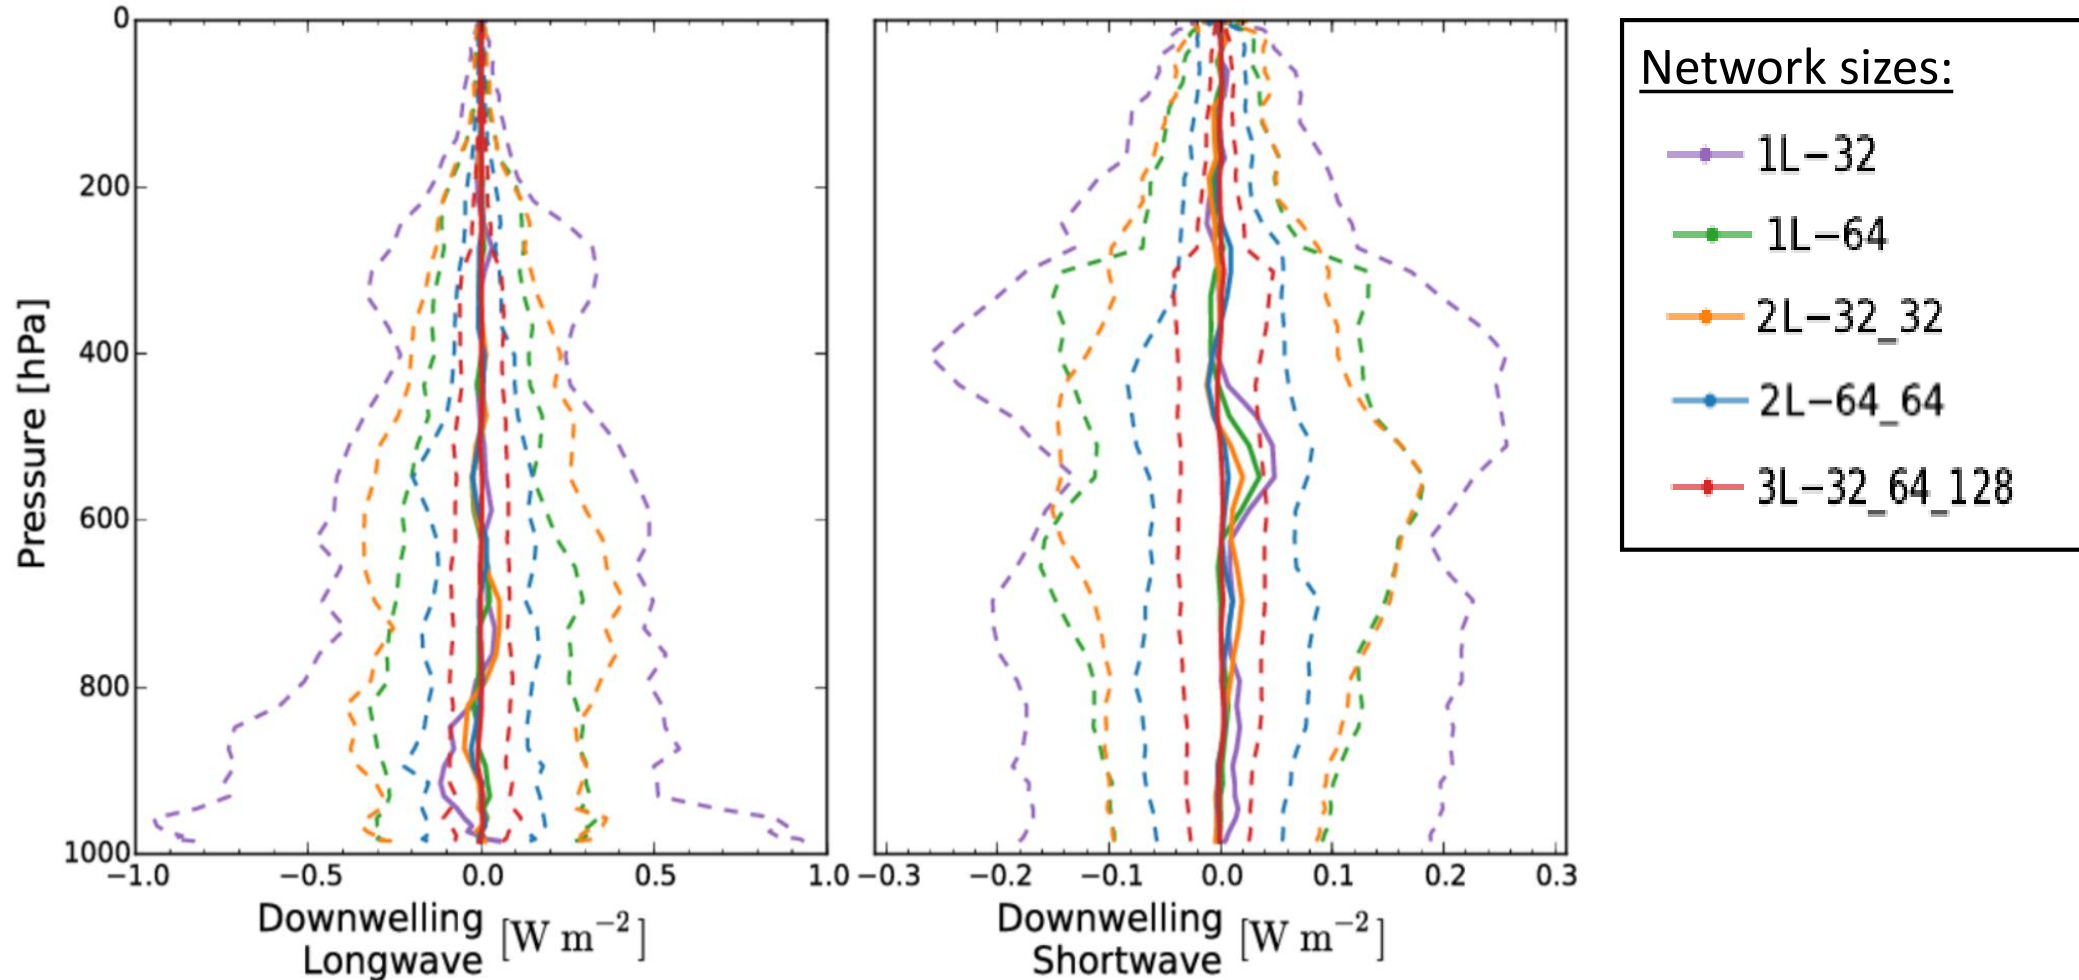 0
200
400
600
800
1000
Pressure [hPa]
−1.0 −0.5 0.0 0.5 1.0
Downwelling
Longwave [W m−2]
−0.3 −0.2 −0.1 0.0 0.1 0.2 0.3
Downwelling
Shortwave [W m−2]
Network sizes:
1L−32
1L−64
2L−32_32
2L−64_64
3L−32_64_128